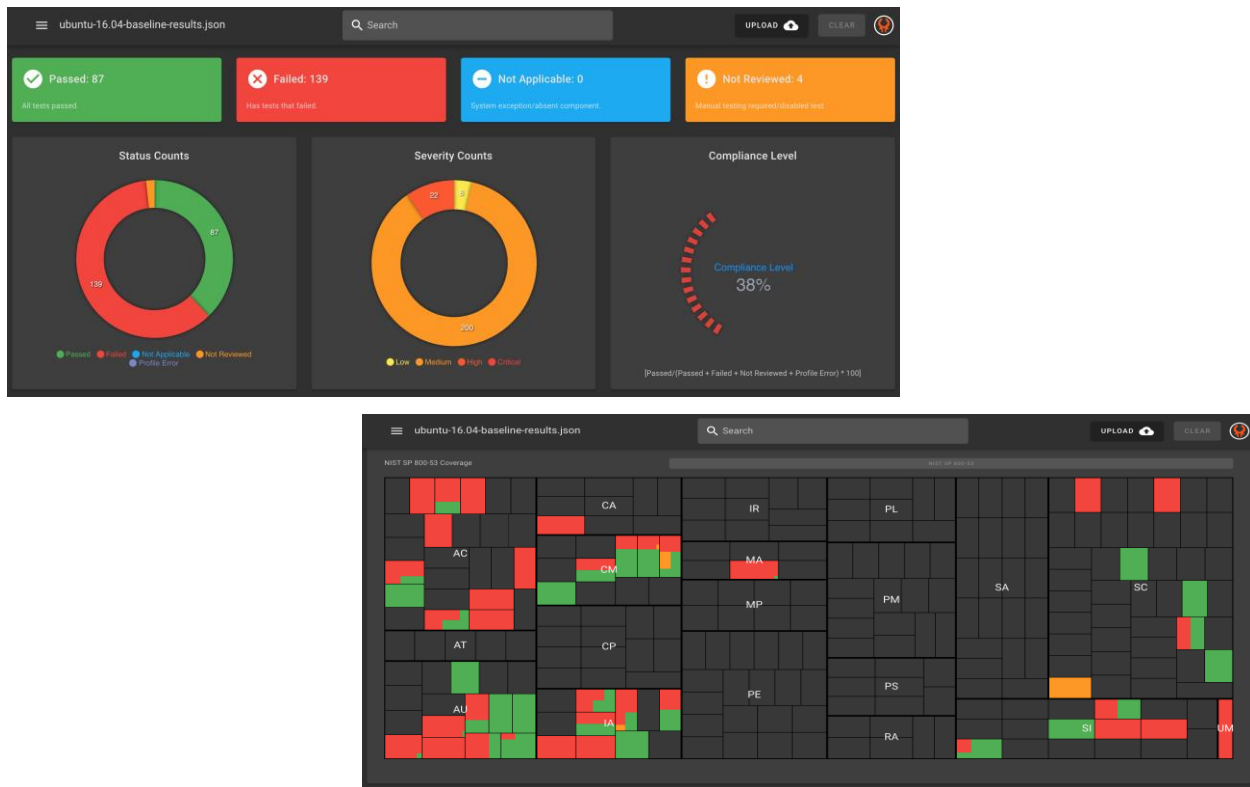 ubuntu-16.04-baseline-results.json
Search
UPLOAD
CLEAR
Passed: 87
All tests passed.
Failed: 139
Has tests that failed.
Not Applicable: 0
System exception/absent component.
Not Reviewed: 4
Manual testing required/disabled test.
Status Counts
87
139
Passed Failed Not Applicable Not Reviewed
Profile Error
Severity Counts
22
200
Low Medium High Critical
Compliance Level
Compliance Level
38%
[Passed/(Passed + Failed + Not Reviewed + Profile Error) * 100]
ubuntu-16.04-baseline-results.json
Search
UPLOAD
CLEAR
NIST SP 800-53 Coverage
NIST SP 800-53
CA
IR
PL
AC
CM
MA
MP
PM
SA
SC
AT
CP
AU
IA
PE
PS
RA
SI
UM